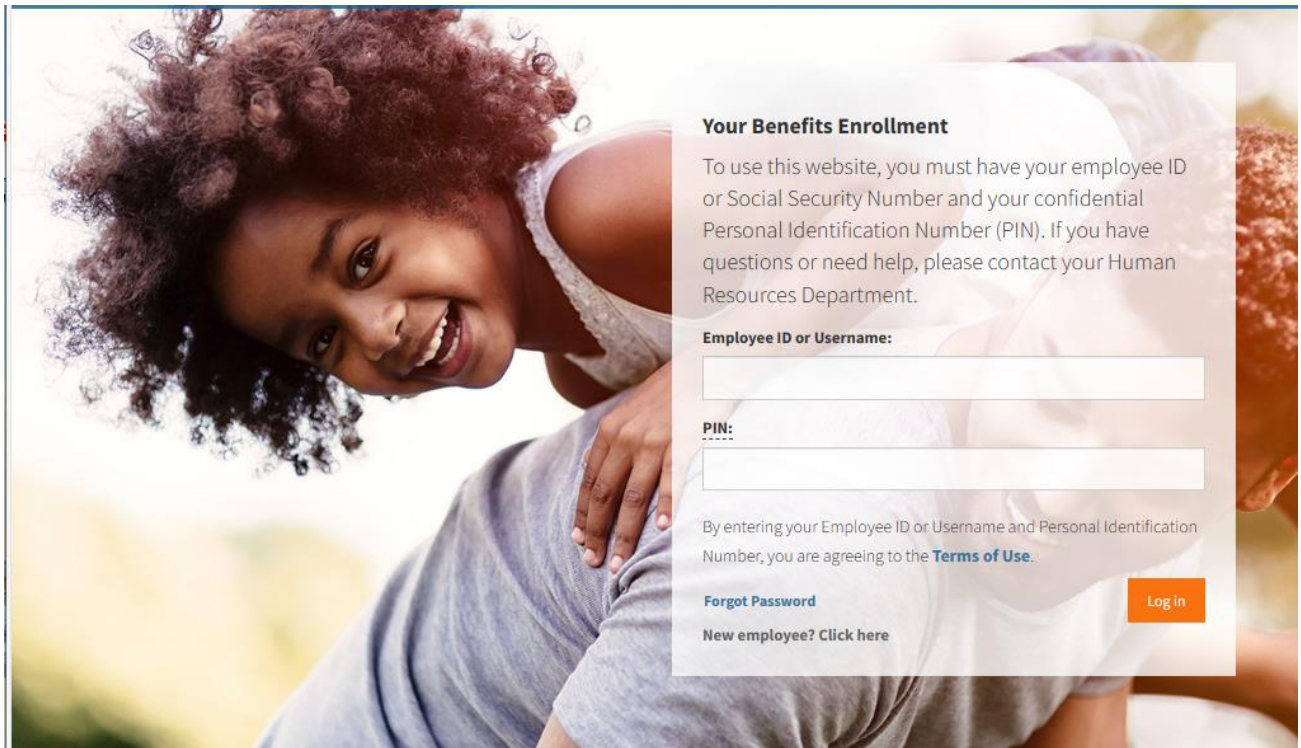 Your Benefits Enrollment
To use this website, you must have your employee ID
or Social Security Number and your confidential
Personal Identification Number (PIN). If you have
questions or need help, please contact your Human
Resources Department.
Employee ID or Username:
PIN:
By entering your Employee ID or Username and Personal Identification
Number, you are agreeing to the Terms of Use.
Forgot Password
Log in
New employee? Click here